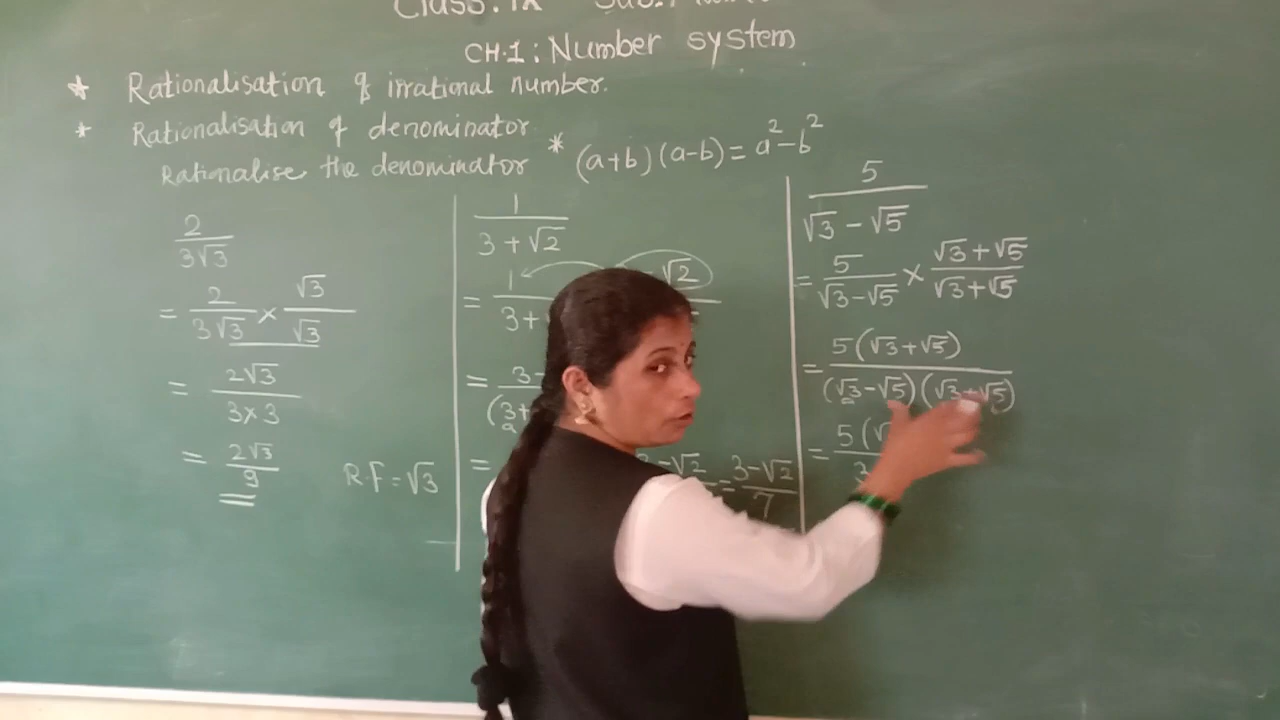 Class: IX Sub:
CH.1: Number system
* Rationalisation of irrational number.
* Rationalisation of denominator
Rationalise the denominator
* (a+b)(a-b) = a²-b²
2/3√3
= 2/3√3 × √3/√3
= 2√3/3×3
= 2√3/9
R.F = √3
1/3+√2
= 1/3+ -√2
= 3-/(3+
a
= 3-√2 = 3-√2/7
5/√3-√5
= 5/√3-√5 × √3+√5/√3+√5
= 5(√3+√5)/(√3-√5)(√3+√5)
= 5(√/3